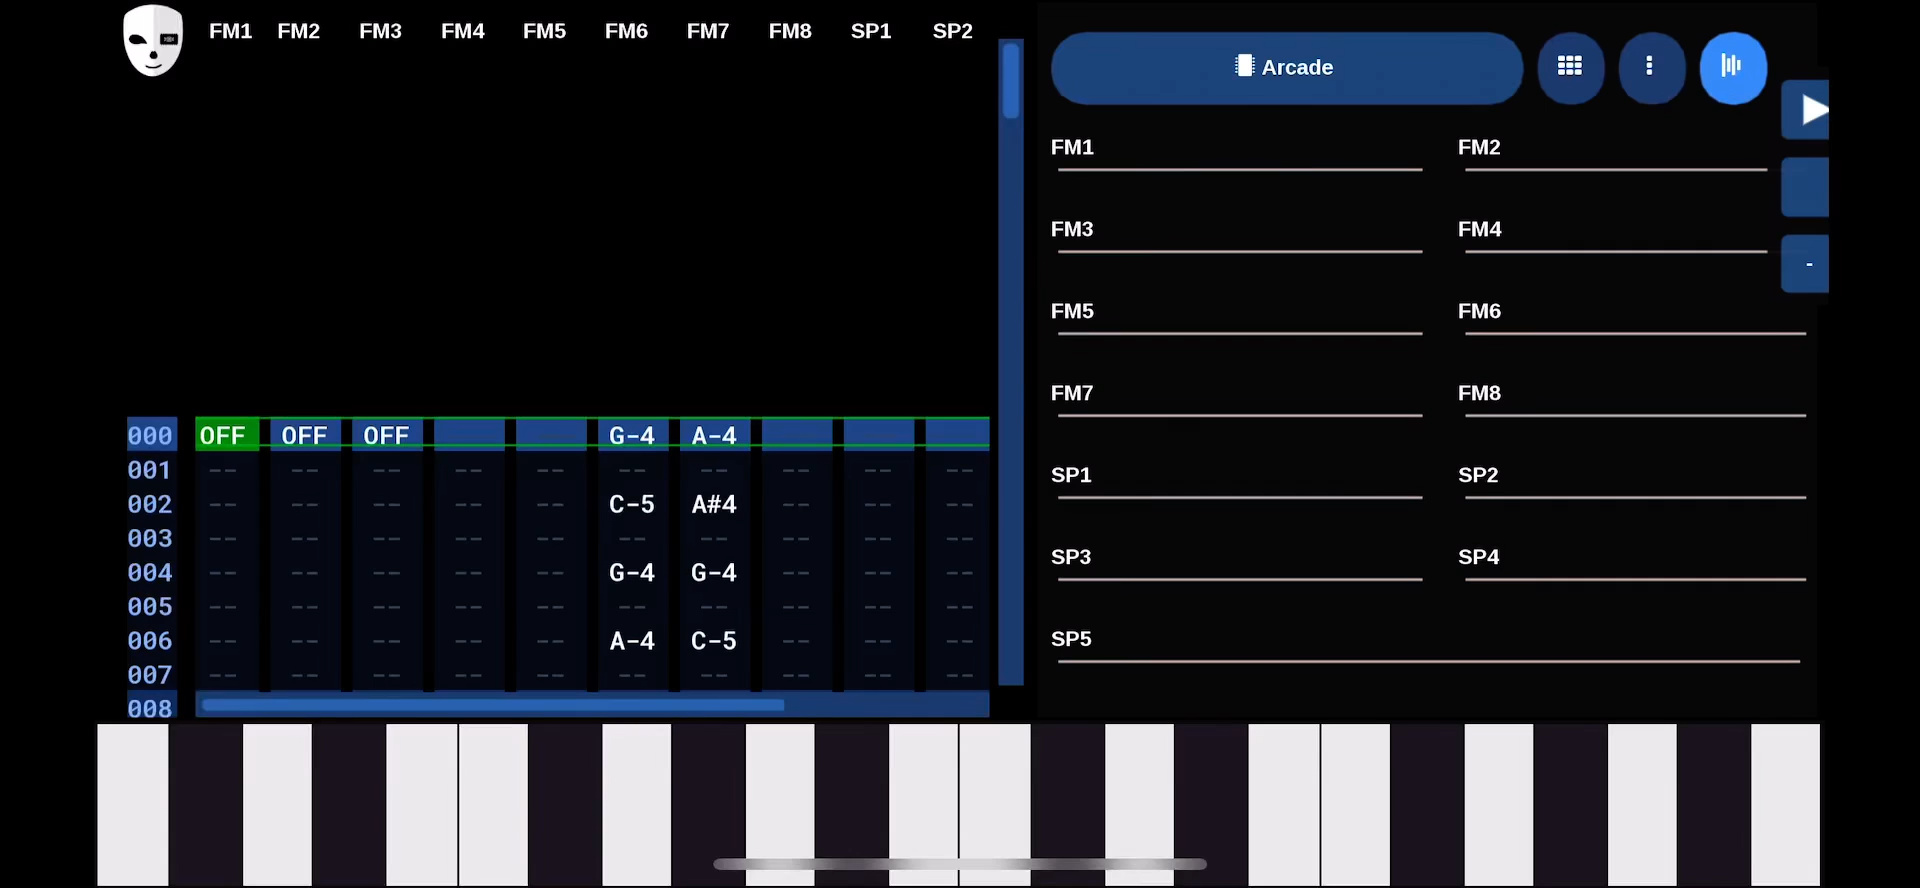 FM1 FM2 FM3 FM4 FM5 FM6 FM7 FM8 SP1 SP2
000 OFF OFF OFF G-4 A-4
001 -- -- -- -- -- -- -- -- -- --
002 -- -- -- -- -- C-5 A#4 -- -- --
003 -- -- -- -- -- -- -- -- -- --
004 -- -- -- -- -- G-4 G-4 -- -- --
005 -- -- -- -- -- -- -- -- -- --
006 -- -- -- -- -- A-4 C-5 -- -- --
007 -- -- -- -- -- -- -- -- -- --
008
Arcade
FM1 FM2
FM3 FM4
-
FM5 FM6
FM7 FM8
SP1 SP2
SP3 SP4
SP5